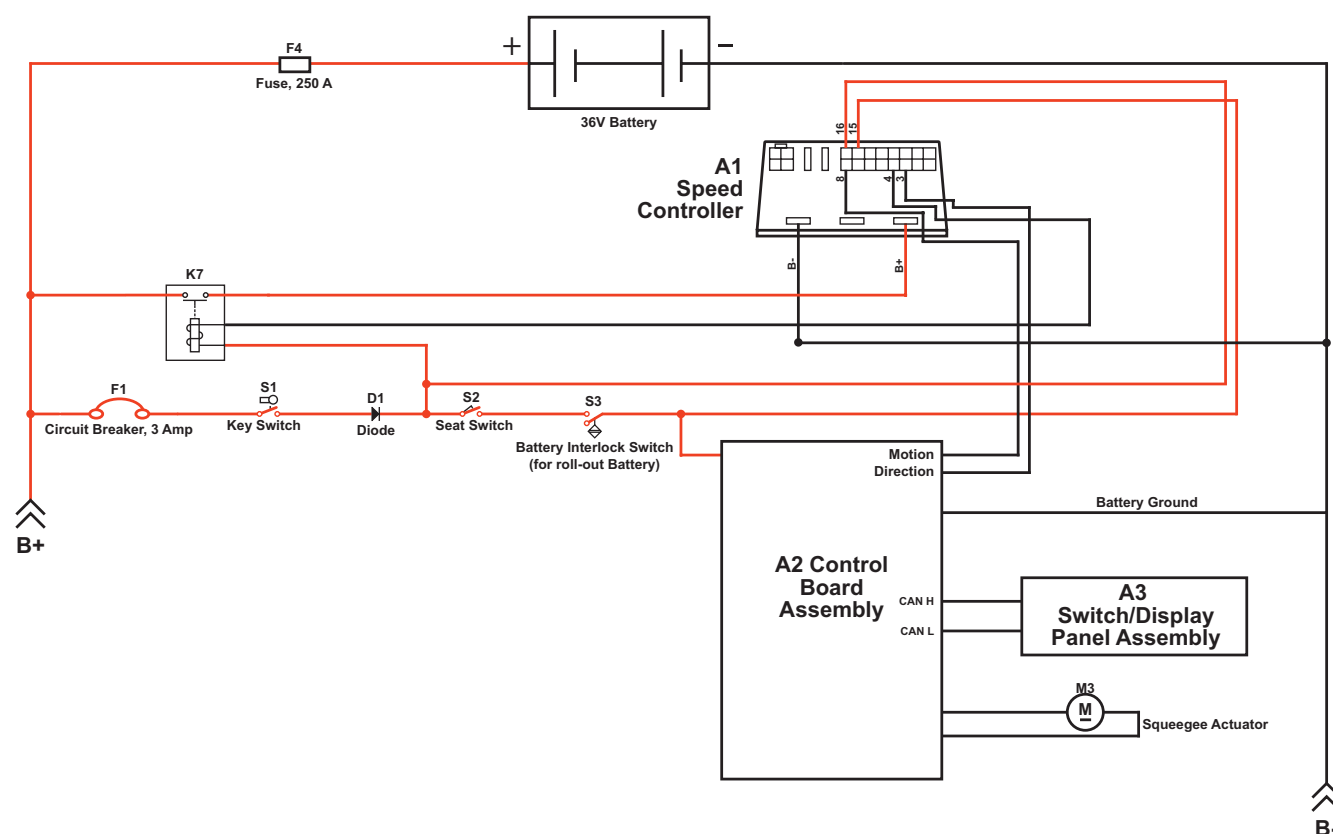 F4
Fuse, 250 A
+
−
36V Battery
16
15
A1
Speed
Controller
8
4
3
B-
B+
K7
F1
Circuit Breaker, 3 Amp
S1
Key Switch
D1
Diode
S2
Seat Switch
S3
Battery Interlock Switch
(for roll-out Battery)
B+
Motion
Direction
Battery Ground
A2 Control
Board
Assembly
CAN H
CAN L
A3
Switch/Display
Panel Assembly
M3
M
Squeegee Actuator
B-